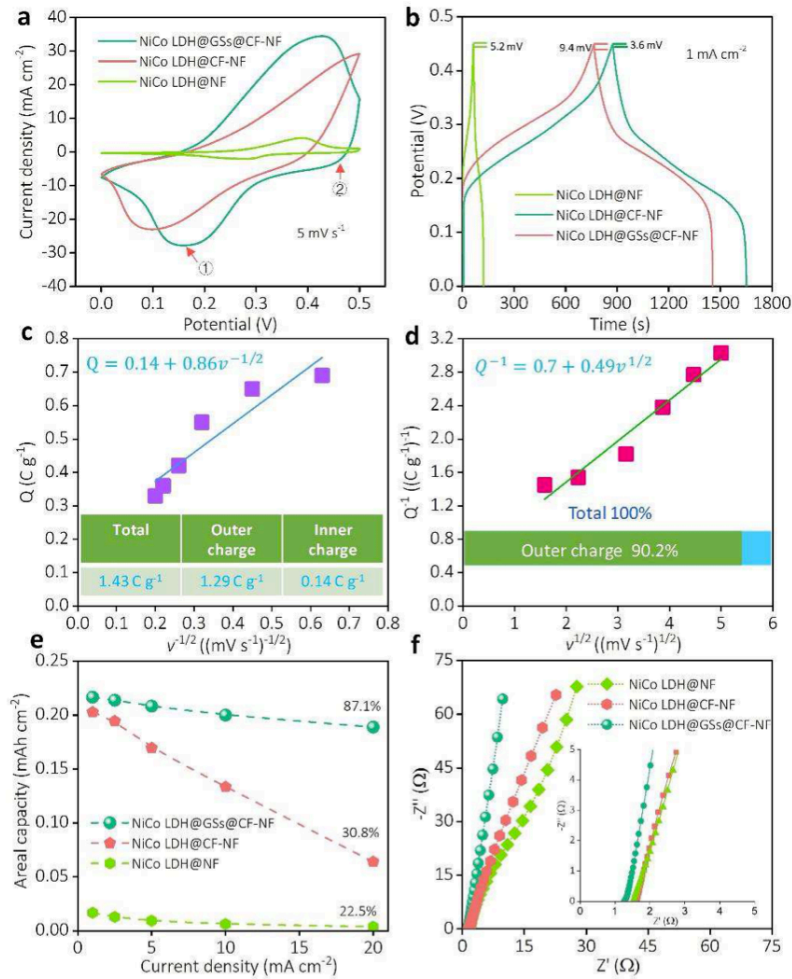 a
NiCo LDH@GSs@CF-NF
NiCo LDH@CF-NF
NiCo LDH@NF
Current density (mA cm⁻²)
40
30
20
10
0
-10
-20
-30
-40
①
②
5 mV s⁻¹
0.0 0.1 0.2 0.3 0.4 0.5
Potential (V)
b
5.2 mV
9.4 mV
3.6 mV
1 mA cm⁻²
Potential (V)
0.5
0.4
0.3
0.2
0.1
0.0
NiCo LDH@NF
NiCo LDH@CF-NF
NiCo LDH@GSs@CF-NF
0 300 600 900 1200 1500 1800
Time (s)
c
Q = 0.14 + 0.86v⁻¹/²
Q (C g⁻¹)
0.8
0.7
0.6
0.5
0.4
0.3
0.2
0.1
0.0
Total Outer charge Inner charge
1.43 C g⁻¹ 1.29 C g⁻¹ 0.14 C g⁻¹
0.0 0.1 0.2 0.3 0.4 0.5 0.6 0.7 0.8
v⁻¹/² ((mV s⁻¹)⁻¹/²)
d
Q⁻¹ = 0.7 + 0.49v¹/²
Q⁻¹ ((C g⁻¹)⁻¹)
3.2
2.8
2.4
2.0
1.6
1.2
0.8
0.4
0.0
Total 100%
Outer charge 90.2%
0 1 2 3 4 5 6
v¹/² ((mV s⁻¹)¹/²)
e
Areal capacity (mAh cm⁻²)
0.25
0.20
0.15
0.10
0.05
0.00
87.1%
30.8%
22.5%
NiCo LDH@GSs@CF-NF
NiCo LDH@CF-NF
NiCo LDH@NF
0 5 10 15 20
Current density (mA cm⁻²)
f
-Z'' (Ω)
75
60
45
30
15
0
NiCo LDH@NF
NiCo LDH@CF-NF
NiCo LDH@GSs@CF-NF
-Z' (Ω)
5
4
3
2
1
0
0 1 2 3 4 5
Z' (Ω)
0 15 30 45 60 75
Z' (Ω)